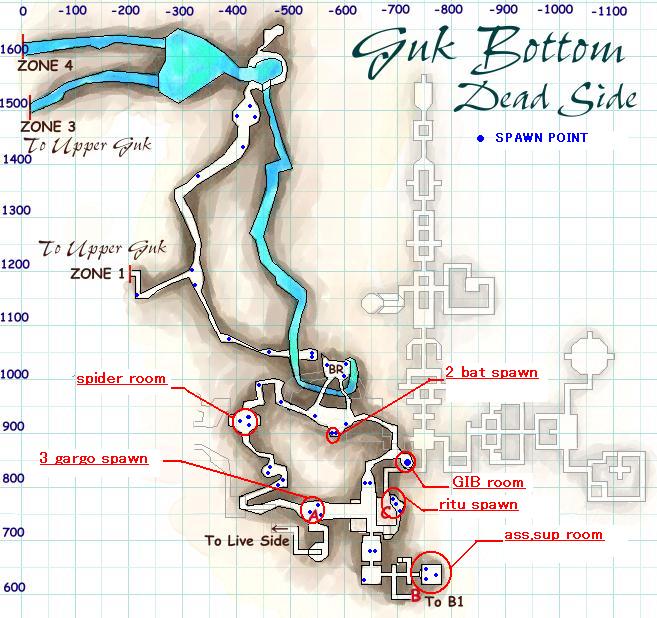 0 -100 -200 -300 -400 -500 -600 -700 -800 -900 -1000 -1100
Guk Bottom
Dead Side
1600
ZONE 4
SPAWN POINT
1500
ZONE 3
To Upper Guk
1400
1300
To Upper Guk
1200
ZONE 1
1100
BR
1000
spider room
2 bat spawn
900
3 gargo spawn
800
GIB room
ritu spawn
A
C
700
To Live Side
ass,sup room
600
B
To B1